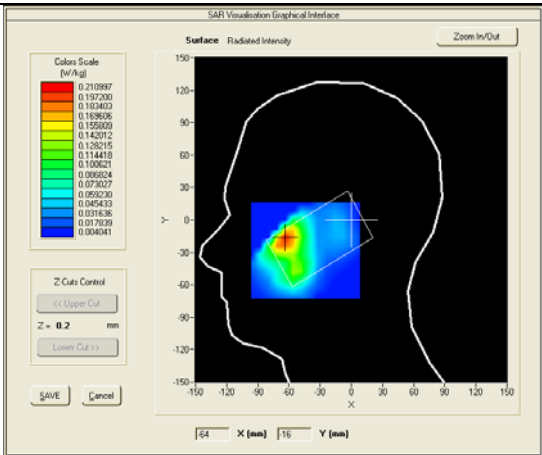 SAR Visualisation Graphical Interface
Surface Radiated Intensity
Zoom In/Out
Colors Scale
(W/kg)
0.210997
0.197200
0.183403
0.169606
0.155809
0.142012
0.128215
0.114418
0.100621
0.086824
0.073027
0.059230
0.045433
0.031636
0.017839
0.004041
Z Cuts Control
<< Upper Cut
Z = 0.2 mm
Lower Cut >>
SAVE Cancel
150
120
90
60
30
0
-30
-60
-90
-120
-150
Y
-150 -120 -90 -60 -30 0 30 60 90 120 150
X
-64 X (mm) -16 Y (mm)